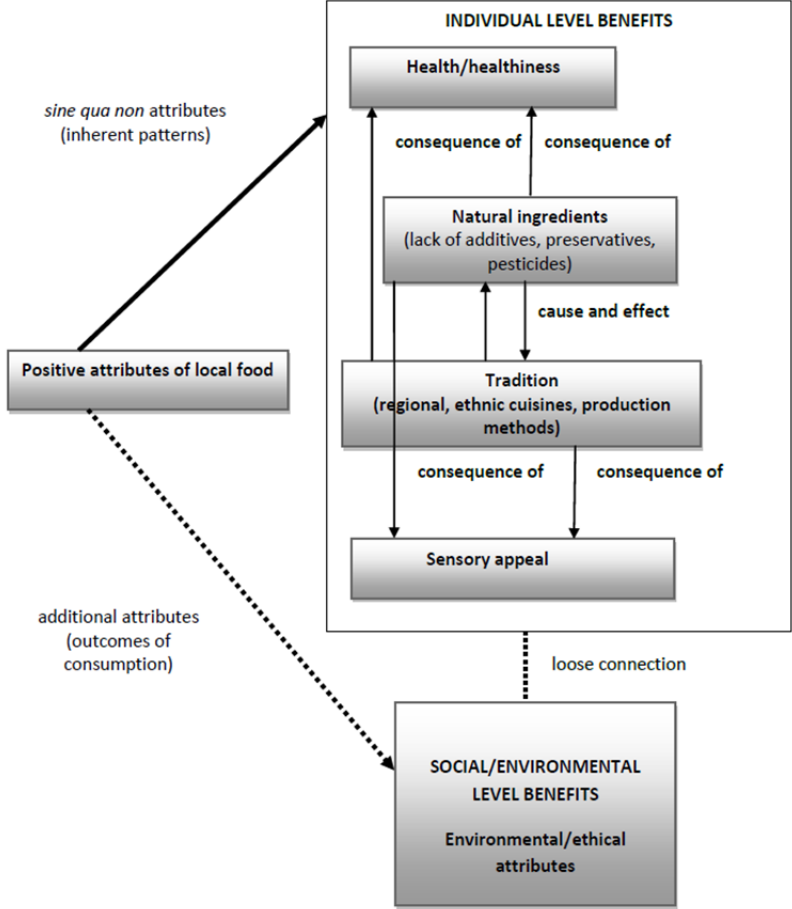 INDIVIDUAL LEVEL BENEFITS
Health/healthiness
sine qua non attributes
(inherent patterns)
consequence of
consequence of
Natural ingredients
(lack of additives, preservatives,
pesticides)
cause and effect
Positive attributes of local food
Tradition
(regional, ethnic cuisines, production
methods)
consequence of
consequence of
Sensory appeal
additional attributes
(outcomes of
consumption)
loose connection
SOCIAL/ENVIRONMENTAL
LEVEL BENEFITS
Environmental/ethical
attributes